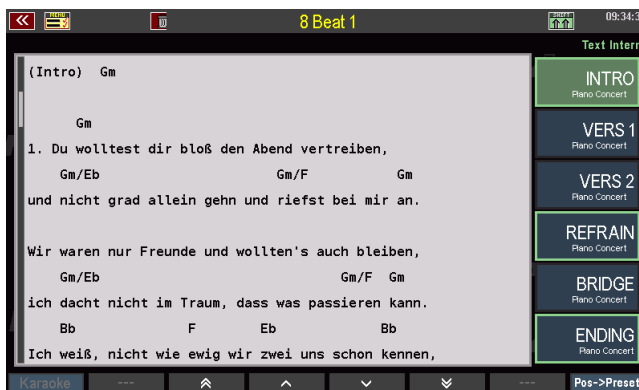 MENU
8 Beat 1
SHIFT
09:34:3
Text Intern
(Intro) Gm
Gm
1. Du wolltest dir bloß den Abend vertreiben,
Gm/Eb Gm/F Gm
und nicht grad allein gehn und riefst bei mir an.
Wir waren nur Freunde und wollten's auch bleiben,
Gm/Eb Gm/F Gm
ich dacht nicht im Traum, dass was passieren kann.
Bb F Eb Bb
Ich weiß, nicht wie ewig wir zwei uns schon kennen,
INTRO
Piano Concert
VERS 1
Piano Concert
VERS 2
Piano Concert
REFRAIN
Piano Concert
BRIDGE
Piano Concert
ENDING
Piano Concert
Karaoke --- --- Pos->Preset